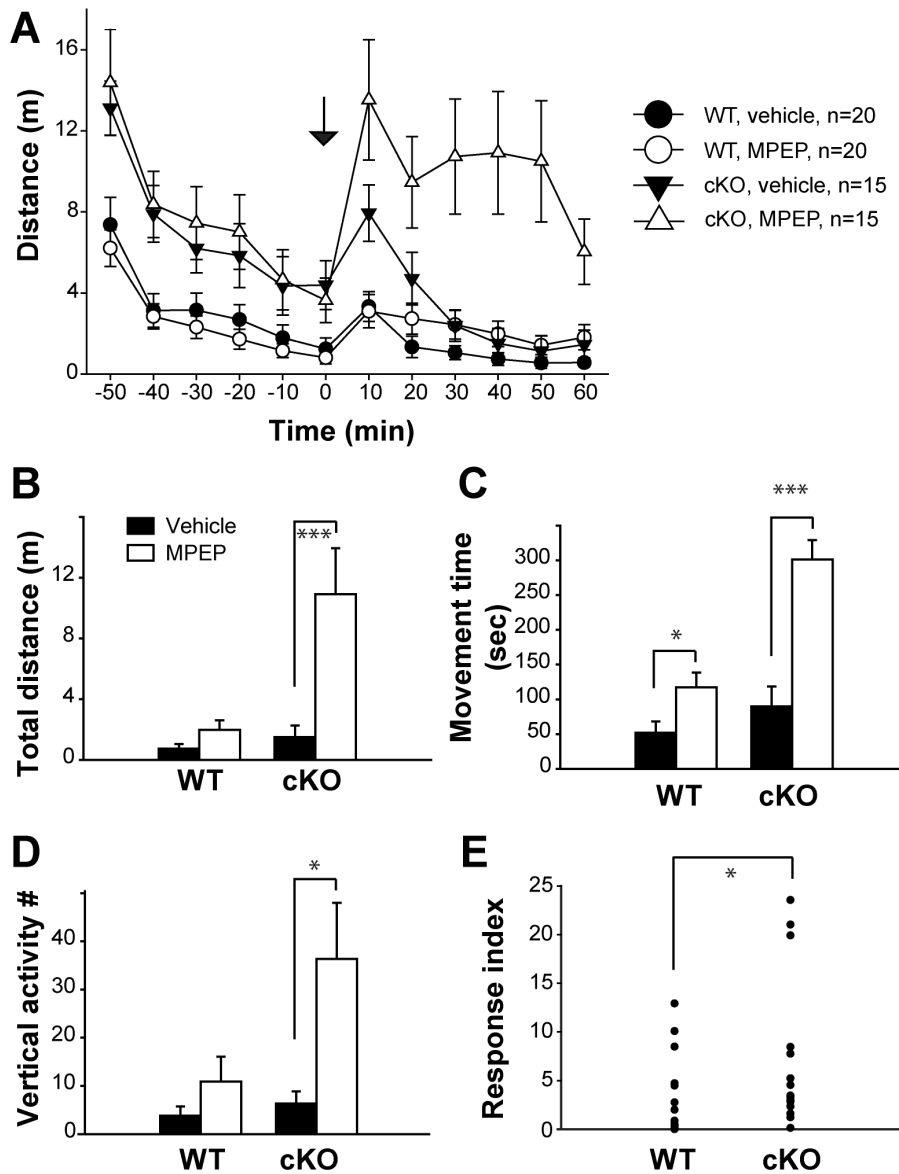 A
Distance (m)
16
12
8
4
0
-50 -40 -30 -20 -10 0 10 20 30 40 50 60
Time (min)
WT, vehicle, n=20
WT, MPEP, n=20
cKO, vehicle, n=15
cKO, MPEP, n=15
B
Total distance (m)
12
8
4
0
Vehicle
MPEP
***
WT cKO
C
Movement time
(sec)
300
250
200
150
100
50
0
*
***
WT cKO
D
Vertical activity #
40
30
20
10
0
*
WT cKO
E
Response index
25
20
15
10
5
0
*
WT cKO